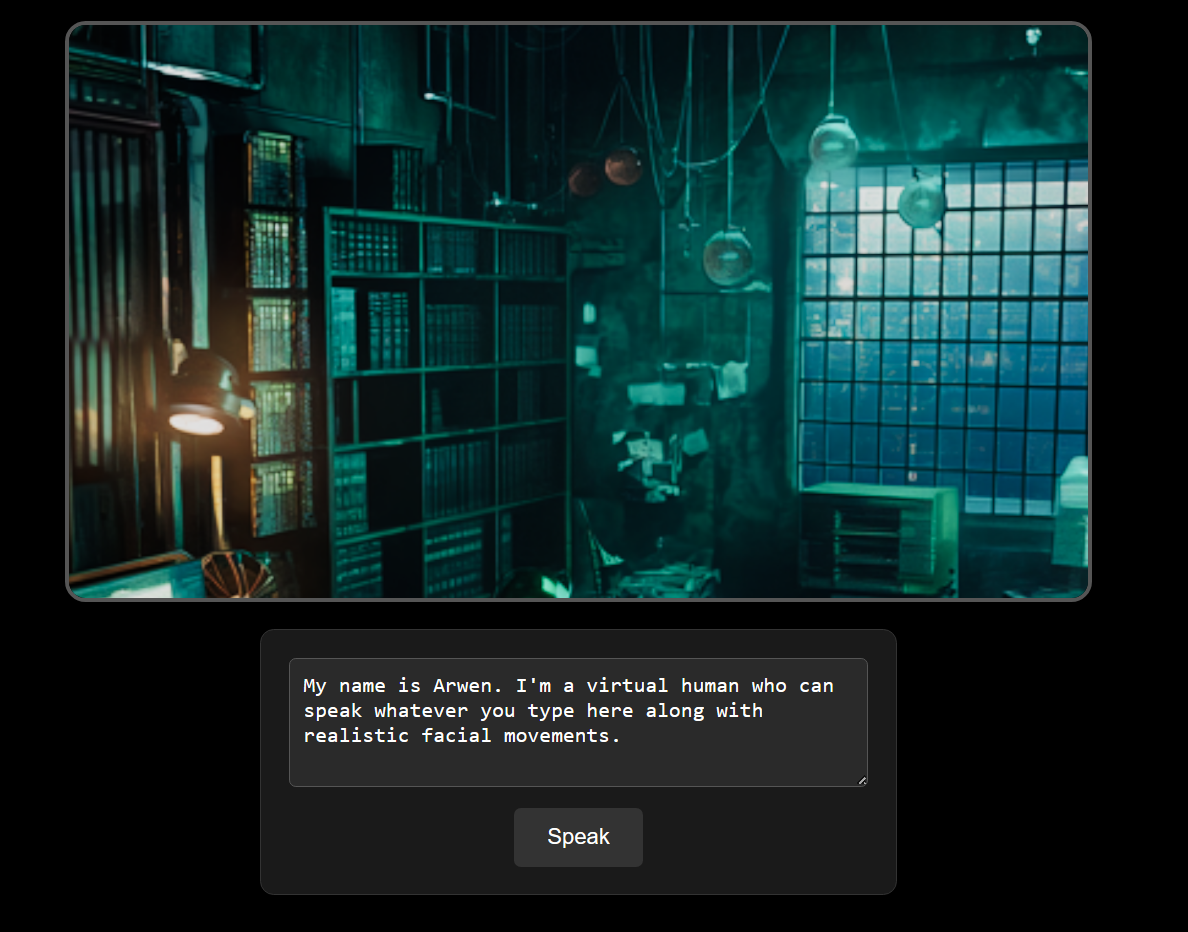 My name is Arwen. I'm a virtual human who can
speak whatever you type here along with
realistic facial movements.
Speak